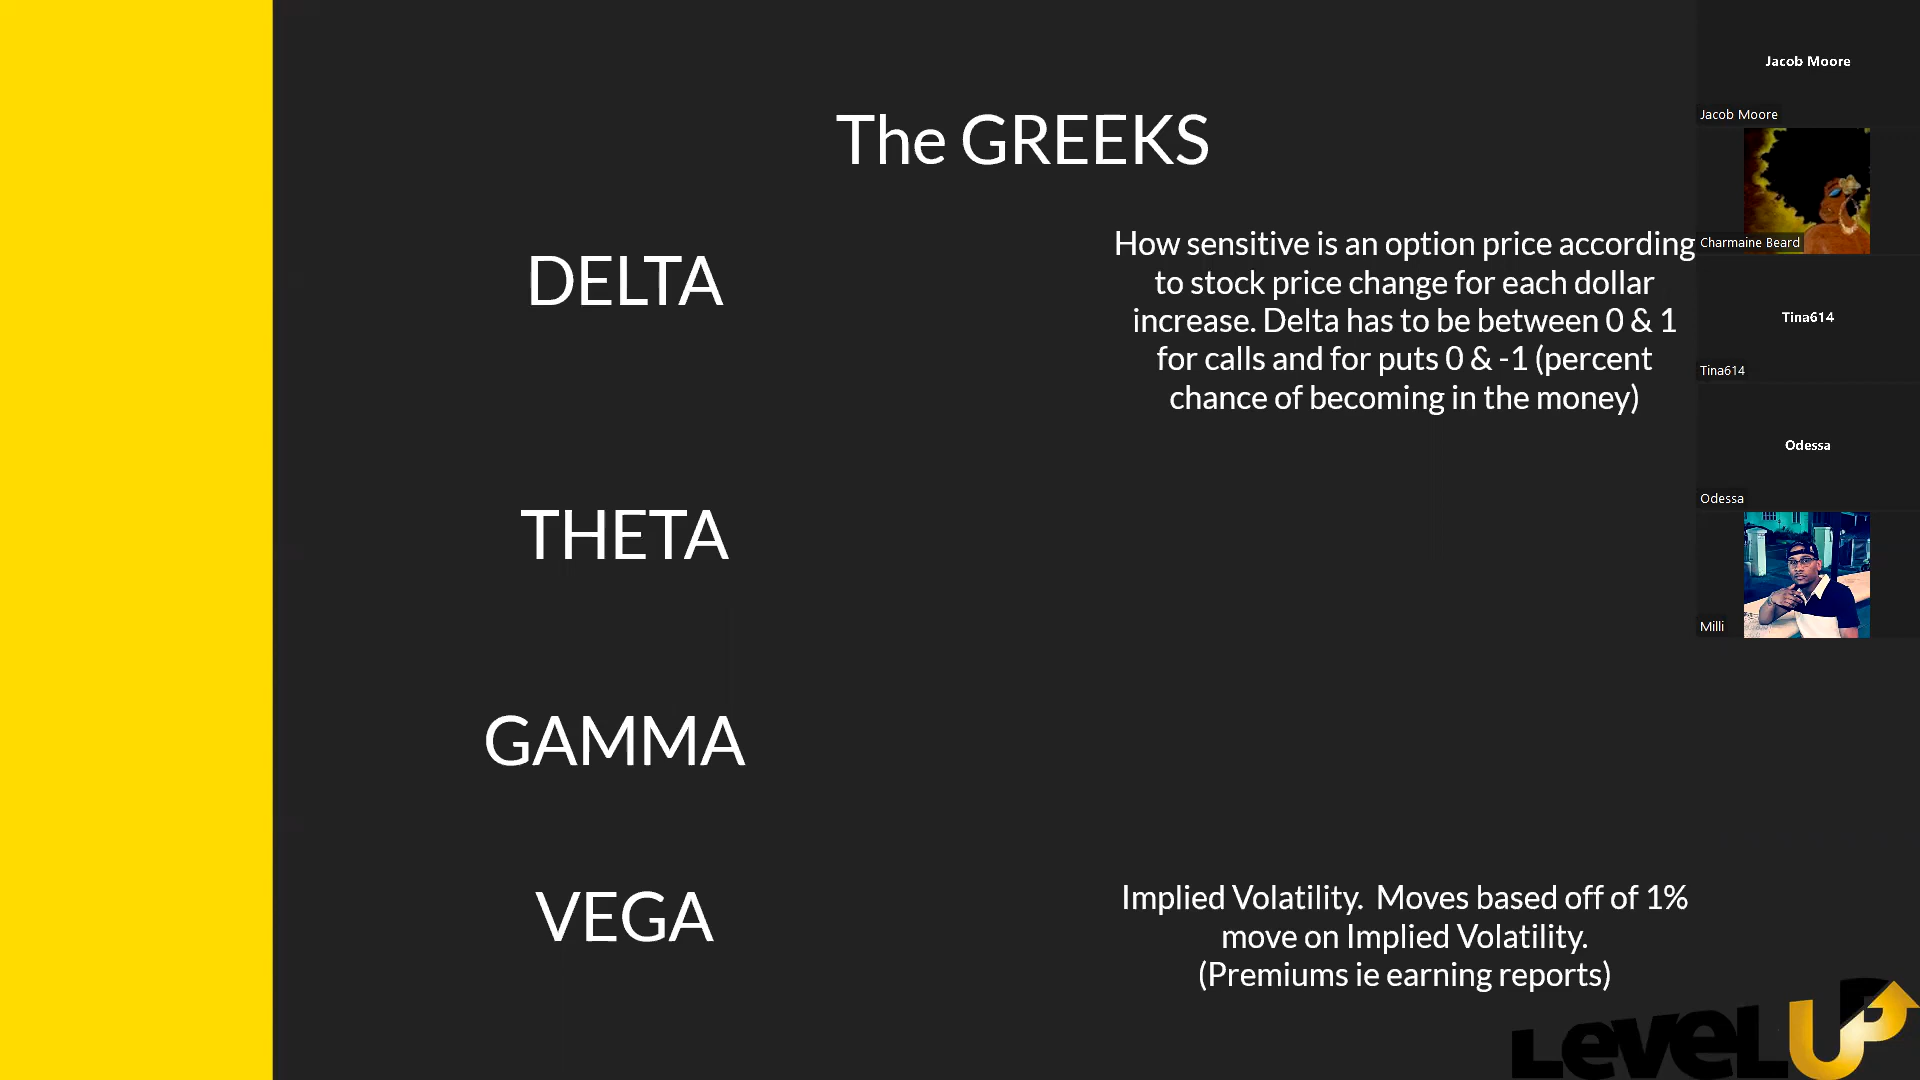 The GREEKS
DELTA
How sensitive is an option price according
to stock price change for each dollar
increase. Delta has to be between 0 & 1
for calls and for puts 0 & -1 (percent
chance of becoming in the money)
THETA
GAMMA
VEGA
Implied Volatility.  Moves based off of 1%
move on Implied Volatility.
(Premiums ie earning reports)
Jacob Moore
Jacob Moore
Charmaine Beard
Tina614
Tina614
Odessa
Odessa
Milli
LeveL UP